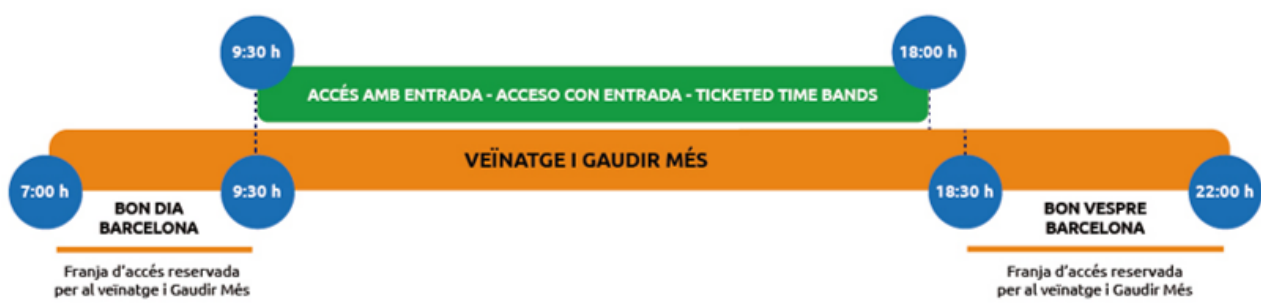 9:30 h
18:00 h
ACCÉS AMB ENTRADA - ACCESO CON ENTRADA - TICKETED TIME BANDS
VEÏNATGE I GAUDIR MÉS
7:00 h
9:30 h
18:30 h
22:00 h
BON DIA
BARCELONA
BON VESPRE
BARCELONA
Franja d'accés reservada
per al veïnatge i Gaudir Més
Franja d'accés reservada
per al veïnatge i Gaudir Més